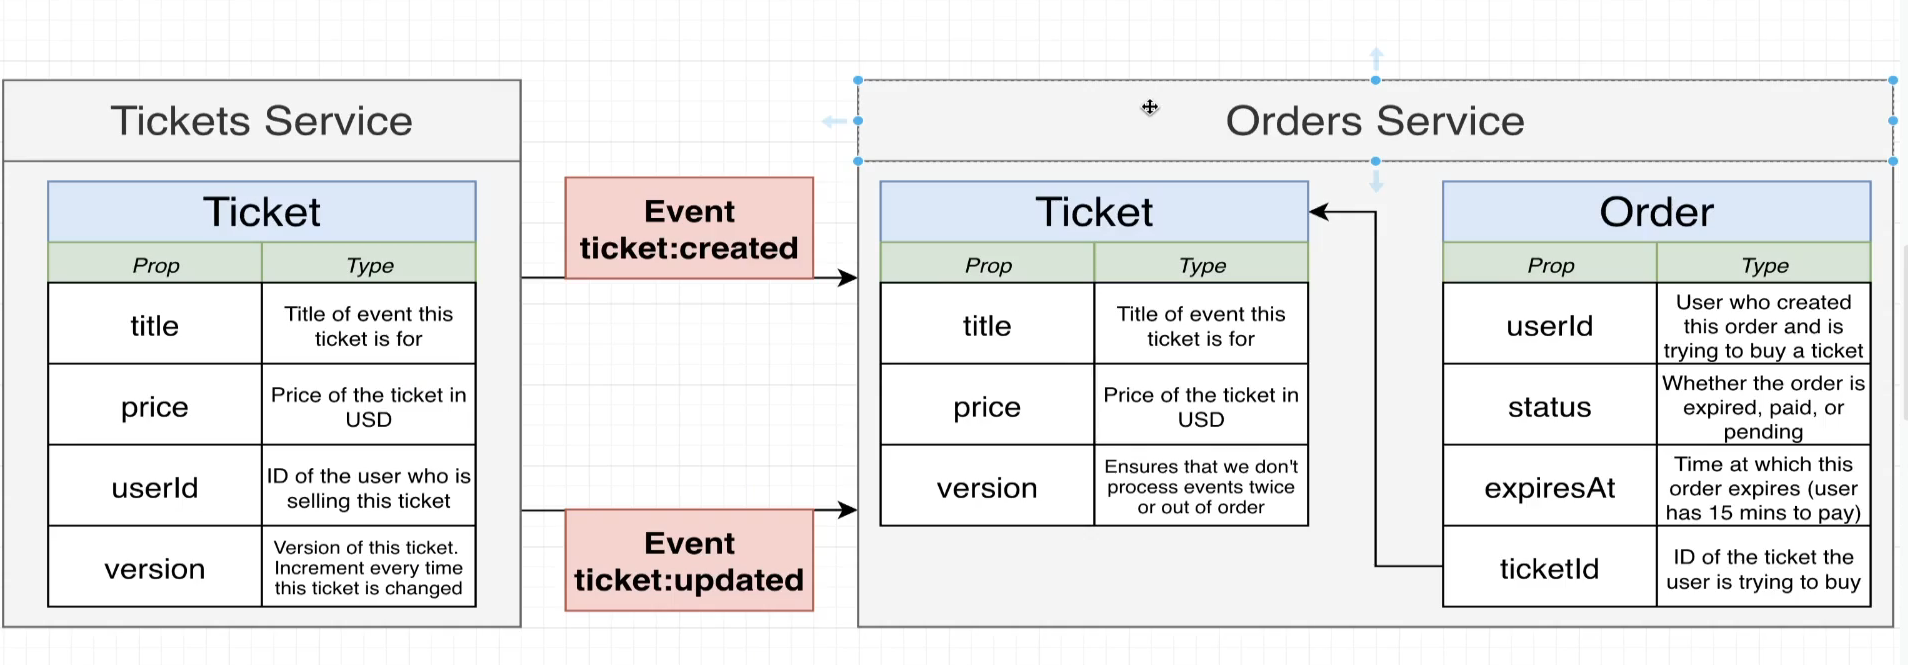 Tickets Service
Ticket
Prop
Type
title
Title of event this
ticket is for
price
Price of the ticket in
USD
userId
ID of the user who is
selling this ticket
version
Version of this ticket.
Increment every time
this ticket is changed
Event
ticket:created
Event
ticket:updated
Orders Service
Ticket
Prop
Type
title
Title of event this
ticket is for
price
Price of the ticket in
USD
version
Ensures that we don't
process events twice
or out of order
Order
Prop
Type
userId
User who created
this order and is
trying to buy a ticket
status
Whether the order is
expired, paid, or
pending
expiresAt
Time at which this
order expires (user
has 15 mins to pay)
ticketId
ID of the ticket the
user is trying to buy